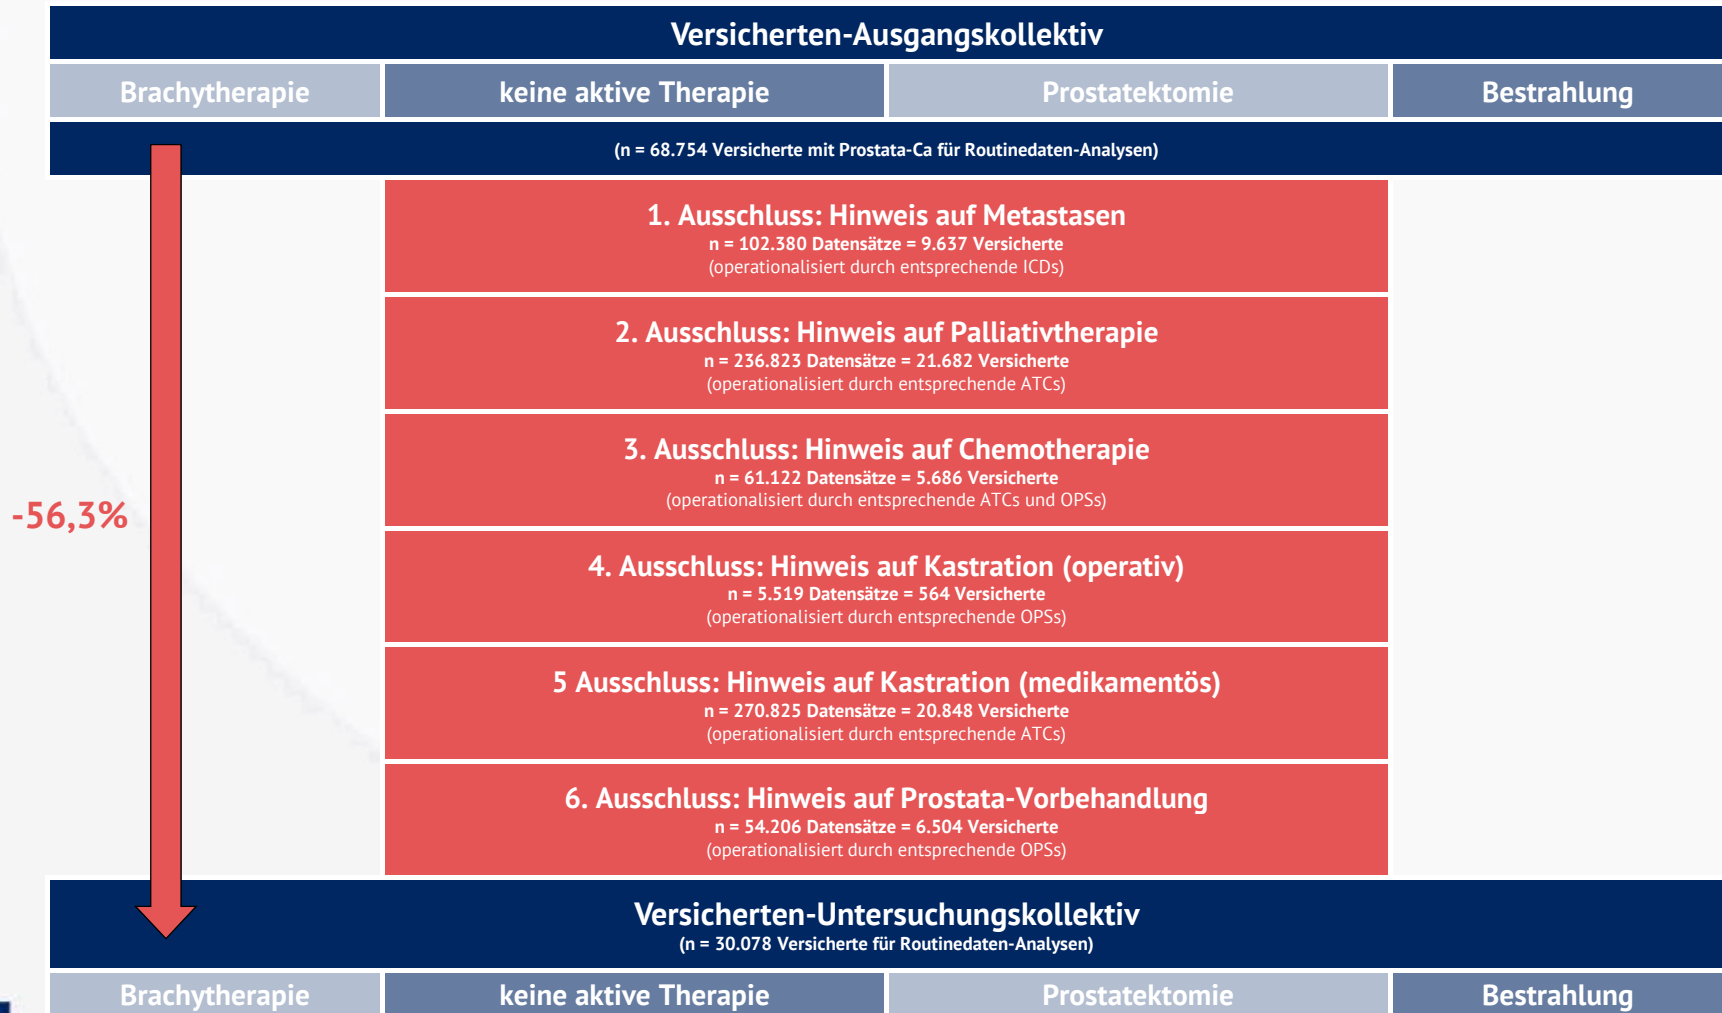 Versicherten-Ausgangskollektiv
Brachytherapie
keine aktive Therapie
Prostatektomie
Bestrahlung
(n = 68.754 Versicherte mit Prostata-Ca für Routinedaten-Analysen)
1. Ausschluss: Hinweis auf Metastasen
n = 102.380 Datensätze = 9.637 Versicherte
(operationalisiert durch entsprechende ICDs)
2. Ausschluss: Hinweis auf Palliativtherapie
n = 236.823 Datensätze = 21.682 Versicherte
(operationalisiert durch entsprechende ATCs)
3. Ausschluss: Hinweis auf Chemotherapie
n = 61.122 Datensätze = 5.686 Versicherte
(operationalisiert durch entsprechende ATCs und OPSs)
-56,3%
4. Ausschluss: Hinweis auf Kastration (operativ)
n = 5.519 Datensätze = 564 Versicherte
(operationalisiert durch entsprechende OPSs)
5 Ausschluss: Hinweis auf Kastration (medikamentös)
n = 270.825 Datensätze = 20.848 Versicherte
(operationalisiert durch entsprechende ATCs)
6. Ausschluss: Hinweis auf Prostata-Vorbehandlung
n = 54.206 Datensätze = 6.504 Versicherte
(operationalisiert durch entsprechende OPSs)
Versicherten-Untersuchungskollektiv
(n = 30.078 Versicherte für Routinedaten-Analysen)
Brachytherapie
keine aktive Therapie
Prostatektomie
Bestrahlung